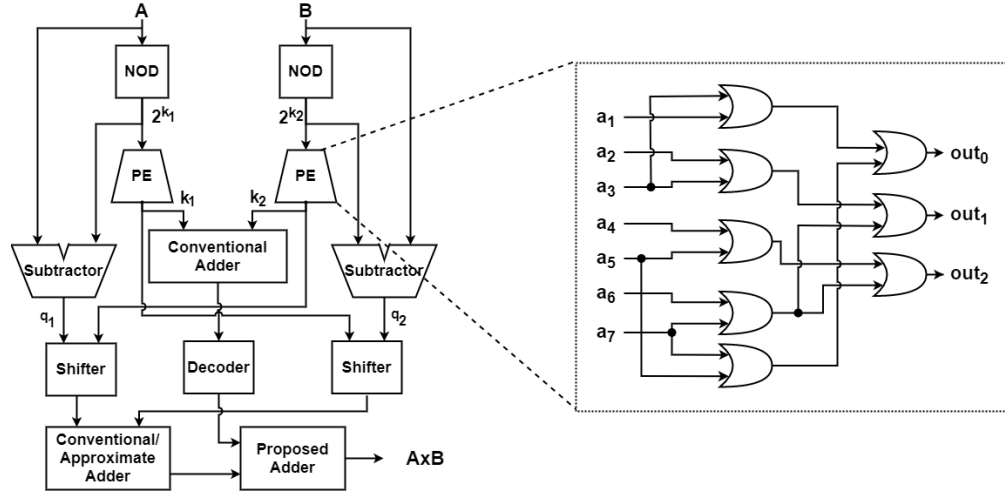 A
B
NOD
NOD
2^k₁
2^k₂
PE
PE
k₁
k₂
Conventional
Adder
Subtractor
Subtractor
q₁
q₂
Shifter
Decoder
Shifter
Conventional/
Approximate
Adder
Proposed
Adder
AxB
a₁
a₂
a₃
a₄
a₅
a₆
a₇
out₀
out₁
out₂